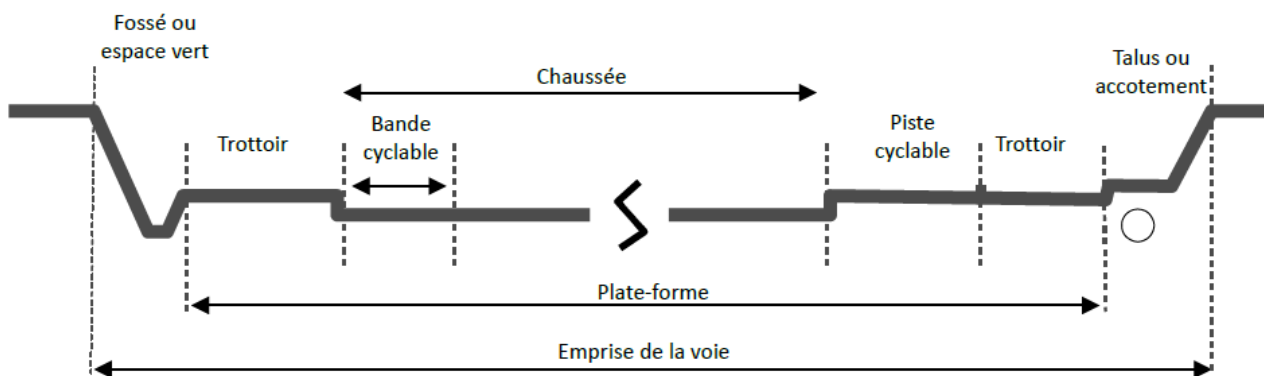 Fossé ou
espace vert
Chaussée
Talus ou
accotement
Trottoir
Bande
cyclable
Piste
cyclable
Trottoir
Plate-forme
Emprise de la voie